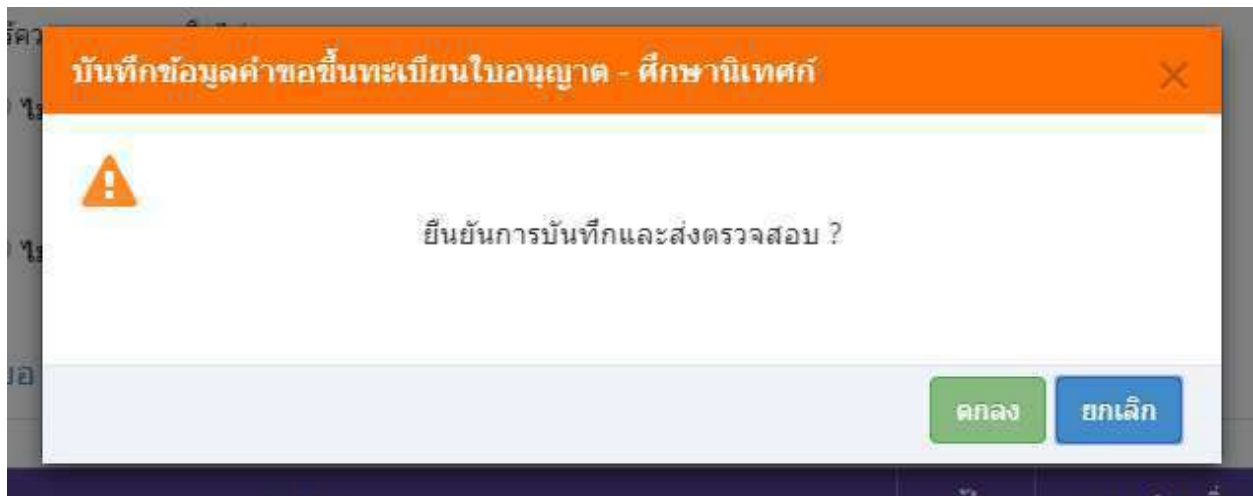 บันทึกข้อมูลคำขอขึ้นทะเบียนใบอนุญาต - ศึกษานิเทศก์
ยืนยันการบันทึกและส่งตรวจสอบ ?
ตกลง ยกเลิก